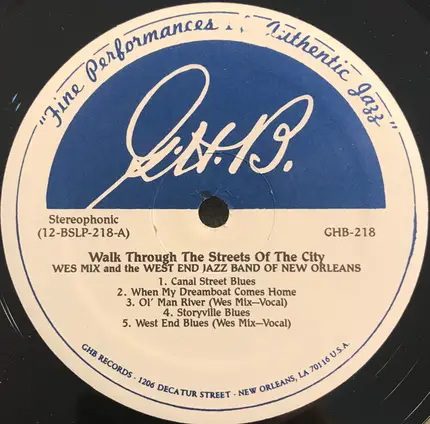 "Fine Performances Authentic Jazz"
G.H.B.
Stereophonic
(12-BSLP-218-A)
GHB-218
Walk Through The Streets Of The City
WES MIX and the WEST END JAZZ BAND OF NEW ORLEANS
1. Canal Street Blues
2. When My Dreamboat Comes Home
3. Ol' Man River (Wes Mix—Vocal)
4. Storyville Blues
5. West End Blues (Wes Mix—Vocal)
GHB RECORDS · 1206 DECATUR STREET · NEW ORLEANS, LA 70116 U.S.A.